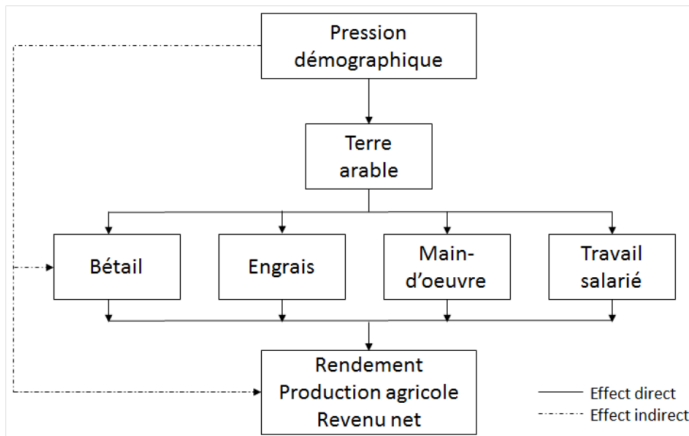 Pression
démographique
Terre
arable
Bétail
Engrais
Main-
d'oeuvre
Travail
salarié
Rendement
Production agricole
Revenu net
Effect direct
Effect indirect